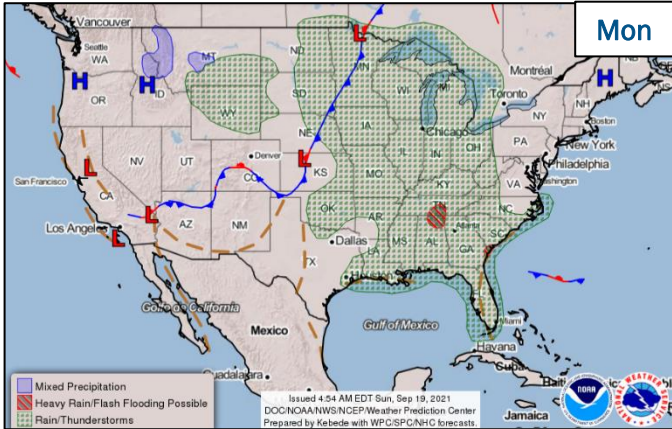 Mon
Vancouver
Seattle
WA
MT
ND
MN
Montréal
OR
ID
WY
SD
WI
MI
Toronto
NH
NY
Boston
New York
IA
NE
Chicago
PA
Philadelphia
NV
UT
Denver
CO
KS
IL
IN
OH
Washington
San Francisco
CA
MO
KY
VA
Los Angeles
AZ
NM
OK
AR
NC
Atlanta
SC
Dallas
MS
AL
GA
TX
LA
Houston
Golfo de California
Gulf of Mexico
Miami
Mexico
Havana
Cuba
Guadalajara
Jamaica
H
H
H
L
L
L
L
L
Mixed Precipitation
Heavy Rain/Flash Flooding Possible
Rain/Thunderstorms
Issued 4:54 AM EDT Sun, Sep 19, 2021
DOC/NOAA/NWS/NCEP/Weather Prediction Center
Prepared by Kebede with WPC/SPC/NHC forecasts.
NOAA